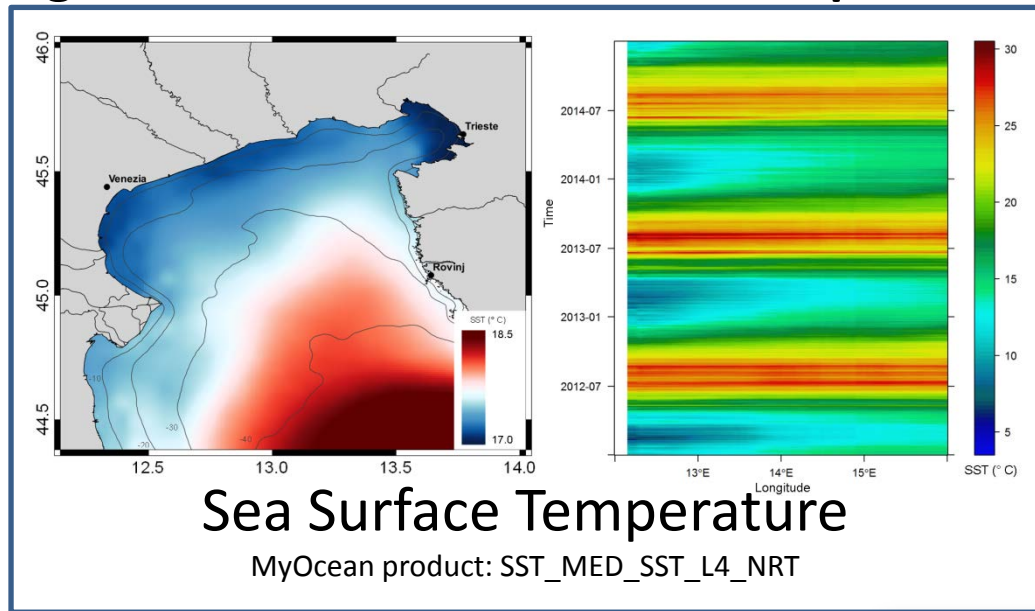 46.0
45.5
45.0
44.5
12.5
13.0
13.5
14.0
Venezia
Trieste
Rovinj
-10
-20
-30
-40
SST (° C)
18.5
17.0
Time
2014-07
2014-01
2013-07
2013-01
2012-07
13°E
14°E
15°E
Longitude
30
25
20
15
10
5
SST (° C)
Sea Surface Temperature
MyOcean product: SST_MED_SST_L4_NRT